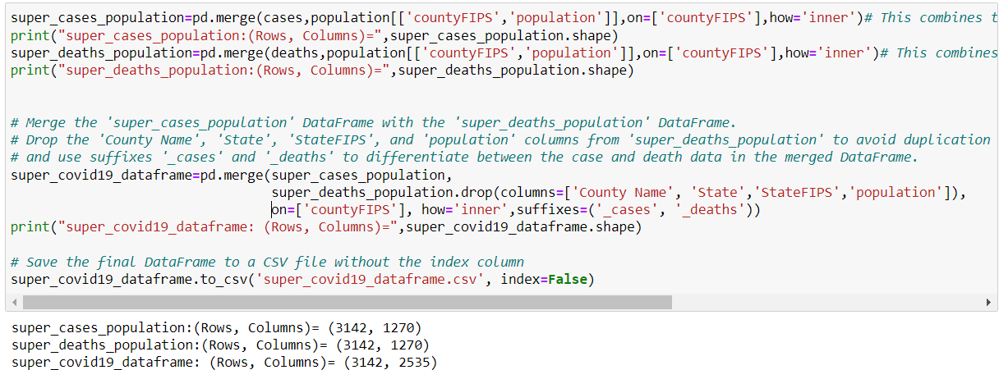 super_cases_population=pd.merge(cases,population[['countyFIPS','population']],on=['countyFIPS'],how='inner')# This combines t
print("super_cases_population:(Rows, Columns)=",super_cases_population.shape)
super_deaths_population=pd.merge(deaths,population[['countyFIPS','population']],on=['countyFIPS'],how='inner')# This combines
print("super_deaths_population:(Rows, Columns)=",super_deaths_population.shape)
# Merge the 'super_cases_population' DataFrame with the 'super_deaths_population' DataFrame.
# Drop the 'County Name', 'State', 'StateFIPS', and 'population' columns from 'super_deaths_population' to avoid duplication
# and use suffixes '_cases' and '_deaths' to differentiate between the case and death data in the merged DataFrame.
super_covid19_dataframe=pd.merge(super_cases_population,
super_deaths_population.drop(columns=['County Name', 'State','StateFIPS','population']),
on=['countyFIPS'], how='inner',suffixes=('_cases', '_deaths'))
print("super_covid19_dataframe: (Rows, Columns)=",super_covid19_dataframe.shape)
# Save the final DataFrame to a CSV file without the index column
super_covid19_dataframe.to_csv('super_covid19_dataframe.csv', index=False)
super_cases_population:(Rows, Columns)= (3142, 1270)
super_deaths_population:(Rows, Columns)= (3142, 1270)
super_covid19_dataframe: (Rows, Columns)= (3142, 2535)